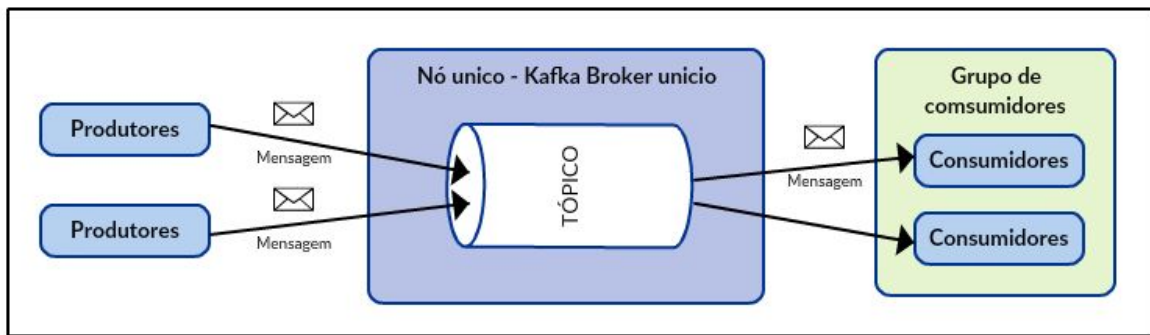 Produtores
Mensagem
Produtores
Mensagem
Nó unico - Kafka Broker unicio
TÓPICO
Mensagem
Grupo de
comsumidores
Consumidores
Consumidores